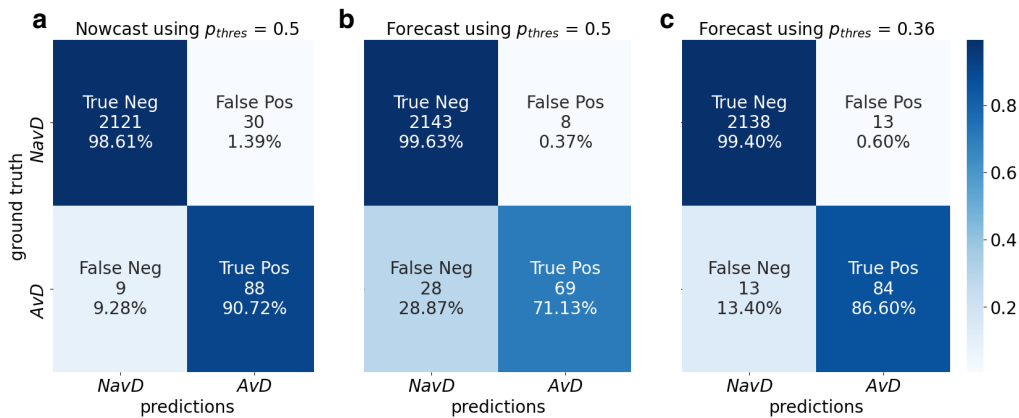 a
Nowcast using p_thres = 0.5
ground truth
NavD
AvD
True Neg
2121
98.61%
False Pos
30
1.39%
False Neg
9
9.28%
True Pos
88
90.72%
NavD
AvD
predictions
b
Forecast using p_thres = 0.5
True Neg
2143
99.63%
False Pos
8
0.37%
False Neg
28
28.87%
True Pos
69
71.13%
NavD
AvD
predictions
c
Forecast using p_thres = 0.36
True Neg
2138
99.40%
False Pos
13
0.60%
False Neg
13
13.40%
True Pos
84
86.60%
NavD
AvD
predictions
0.8
0.6
0.4
0.2